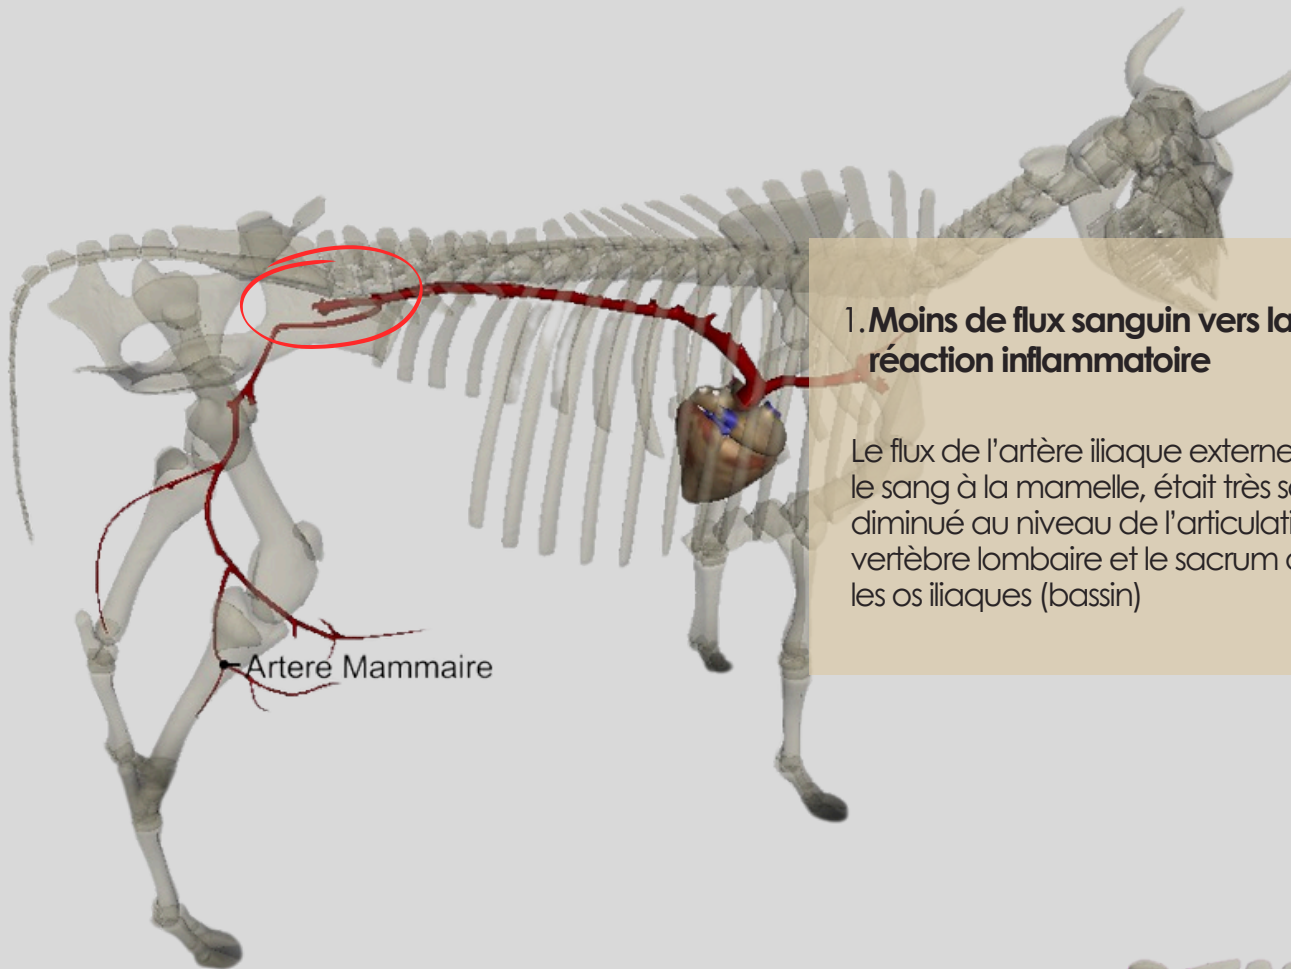 1. Moins de flux sanguin vers la
réaction inflammatoire
Le flux de l'artère iliaque externe
le sang à la mamelle, était très
diminué au niveau de l'articulati
vertèbre lombaire et le sacrum
les os iliaques (bassin)
Artere Mammaire